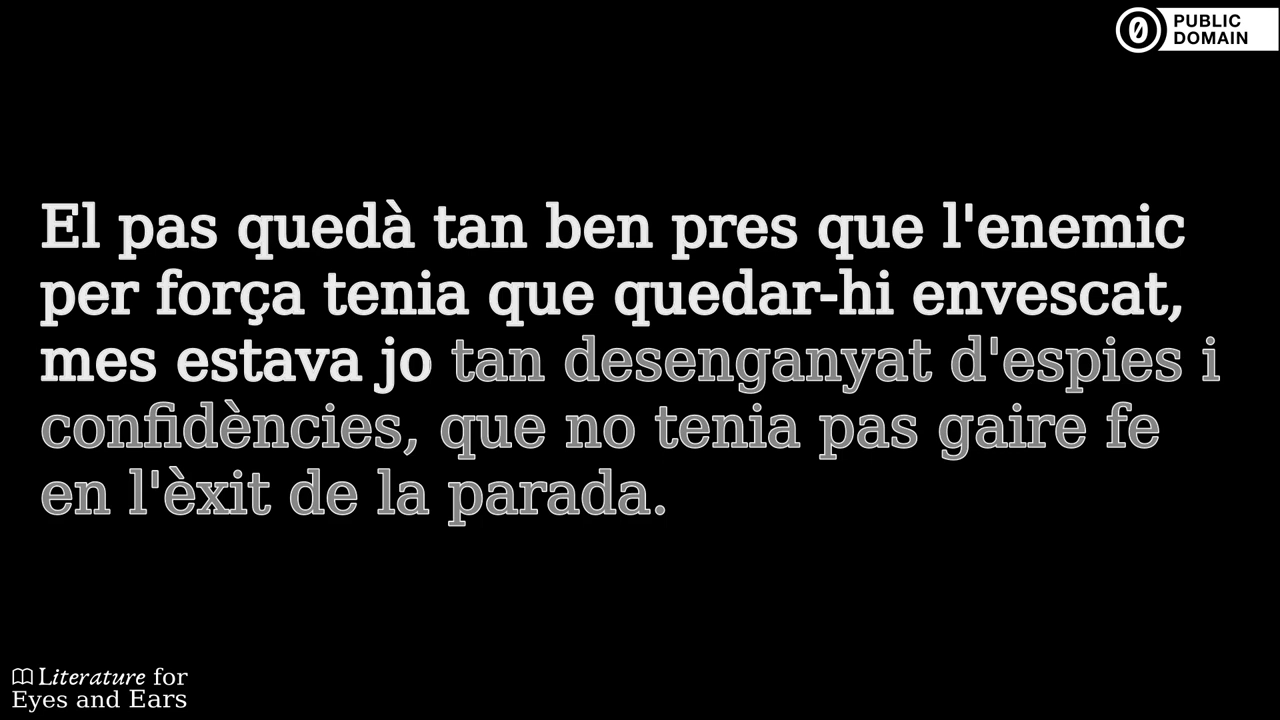 PUBLIC
DOMAIN
El pas quedà tan ben pres que l'enemic
per força tenia que quedar-hi envescat,
mes estava jo tan desenganyat d'espies i
confidències, que no tenia pas gaire fe
en l'èxit de la parada.
Literature for
Eyes and Ears